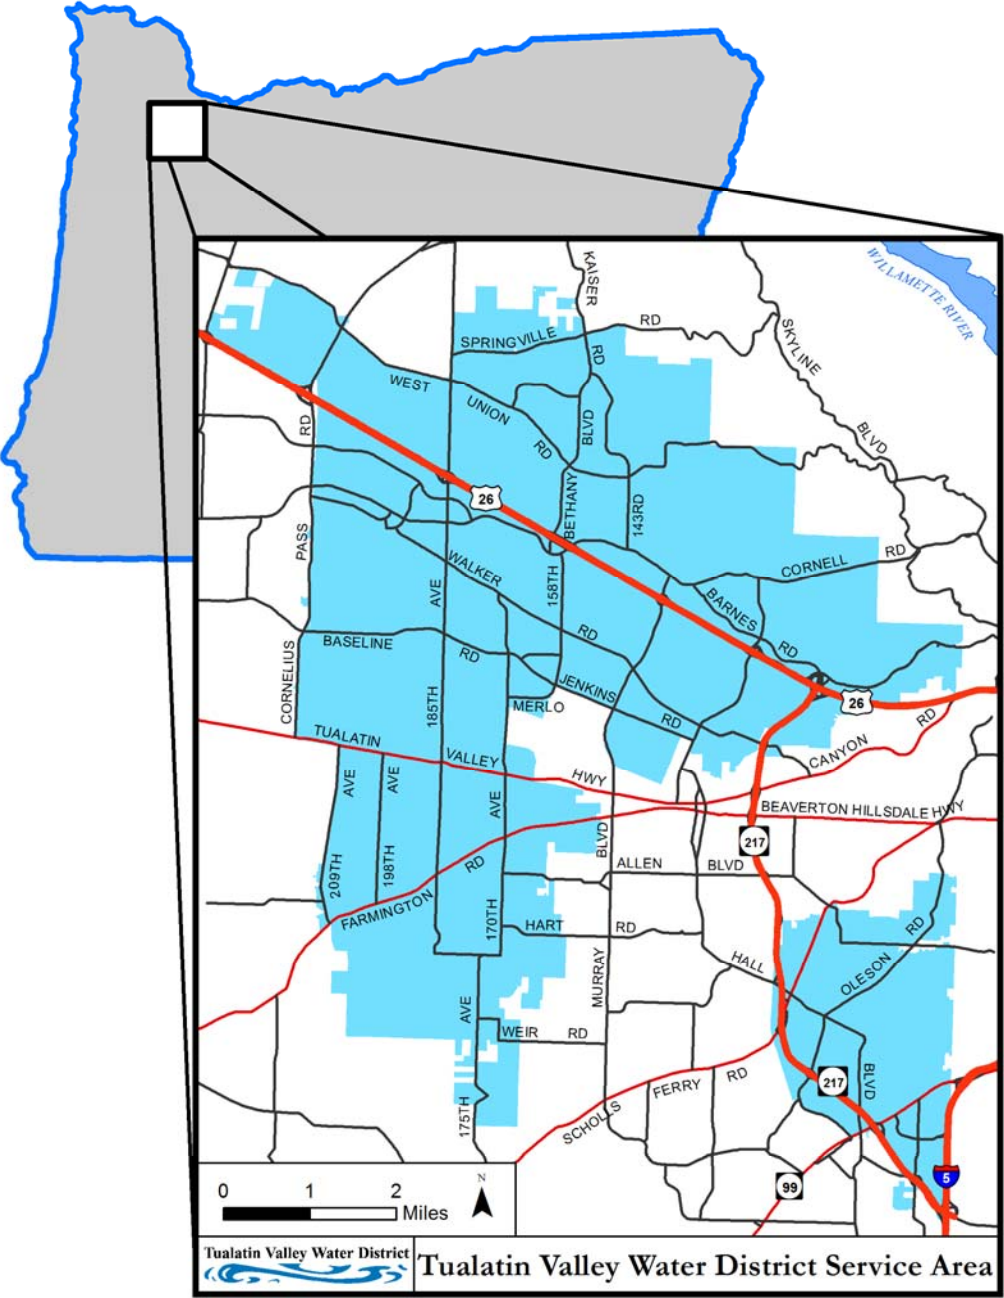 KAISER
RD
WILLAMETTE RIVER
SPRINGVILLE
RD
SKYLINE
BLVD
WEST
UNION
RD
BLVD
BETHANY
RD
26
143RD
PASS
CORNELIUS
WALKER
RD
158TH
AVE
185TH
CORNELL
RD
BARNES
RD
BASELINE
RD
JENKINS
RD
MERLO
26
TUALATIN
VALLEY
HWY
CANYON
RD
AVE
209TH
AVE
198TH
AVE
170TH
BEAVERTON HILLSDALE HWY
217
BLVD
MURRAY
ALLEN
BLVD
FARMINGTON
RD
HART
RD
HALL
BLVD
OLESON
RD
AVE
175TH
WEIR
RD
SCHOLLS
FERRY
RD
217
99
5
N
0
1
2
Miles
Tualatin Valley Water District
Tualatin Valley Water District Service Area